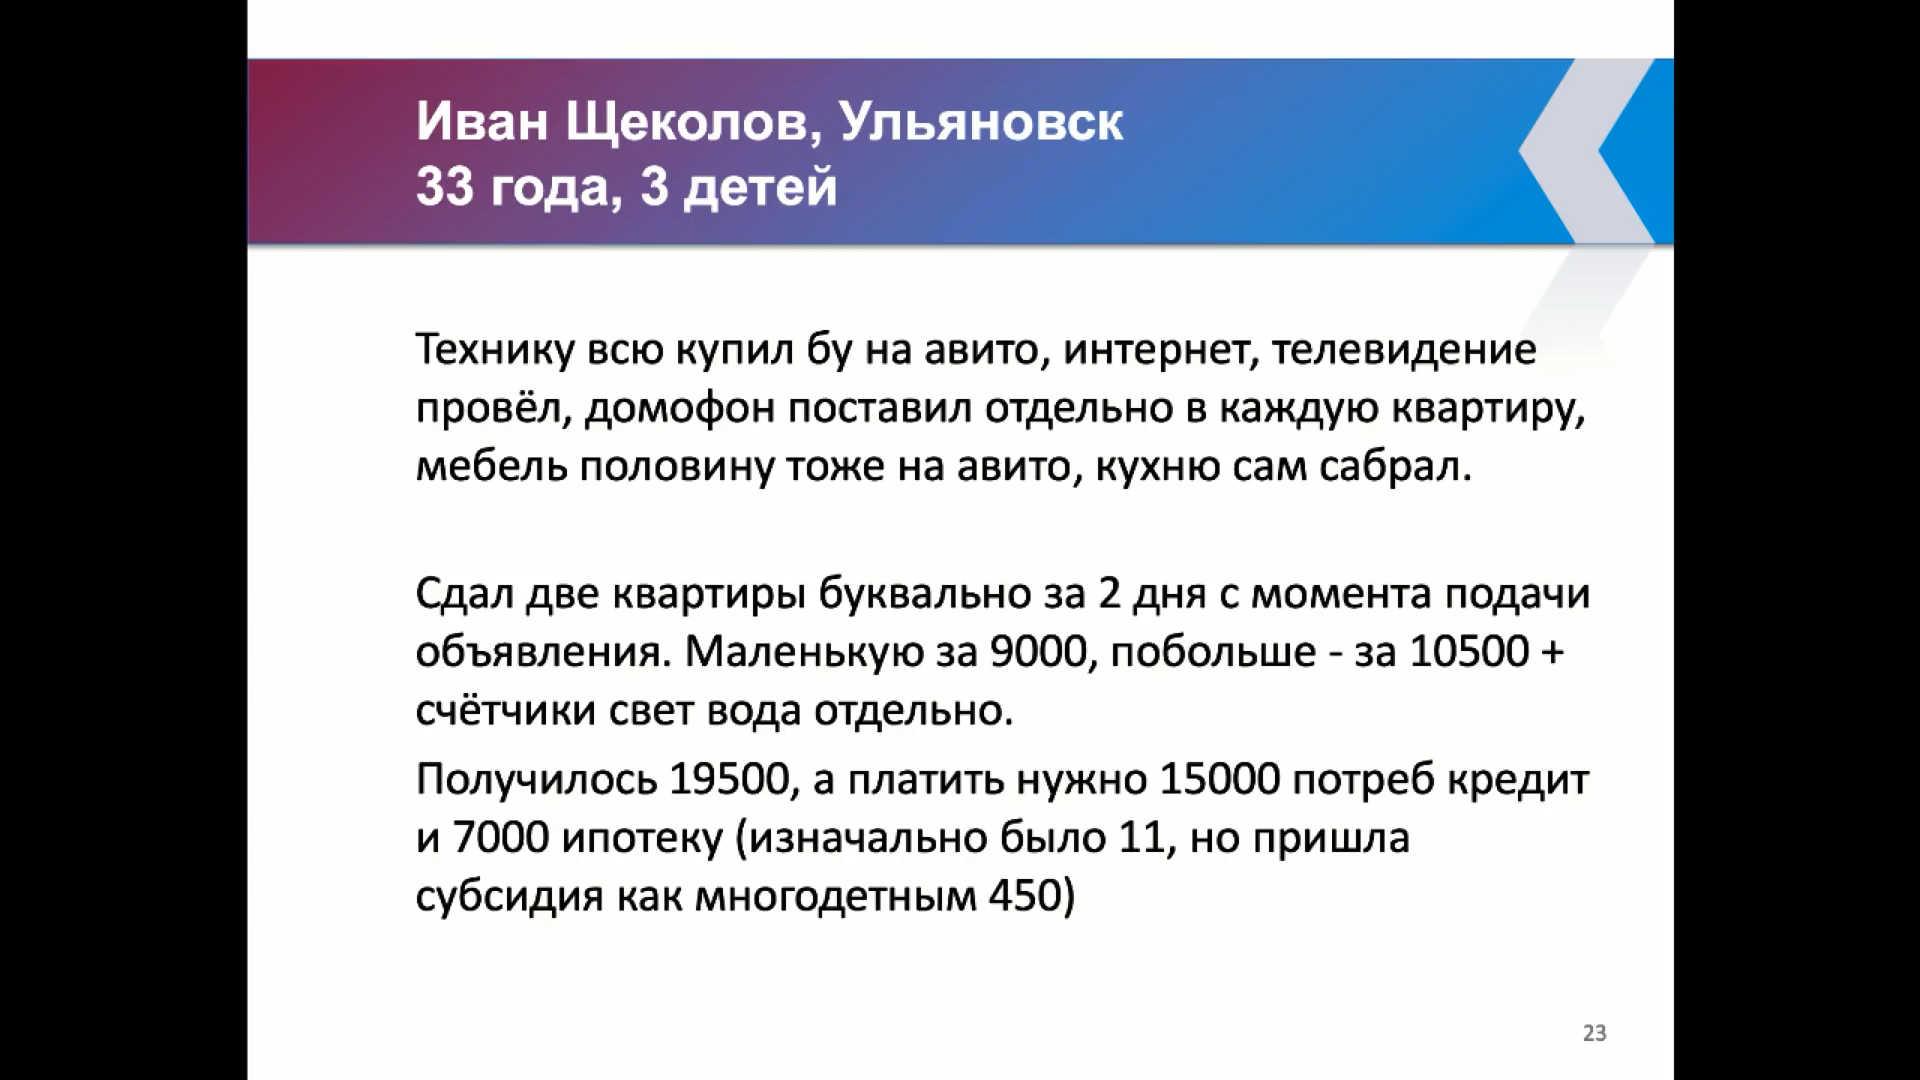 Иван Щеколов, Ульяновск
33 года, 3 детей
Технику всю купил бу на авито, интернет, телевидение
провёл, домофон поставил отдельно в каждую квартиру,
мебель половину тоже на авито, кухню сам сабрал.
Сдал две квартиры буквально за 2 дня с момента подачи
объявления. Маленькую за 9000, побольше - за 10500 +
счётчики свет вода отдельно.
Получилось 19500, а платить нужно 15000 потреб кредит
и 7000 ипотеку (изначально было 11, но пришла
субсидия как многодетным 450)
23